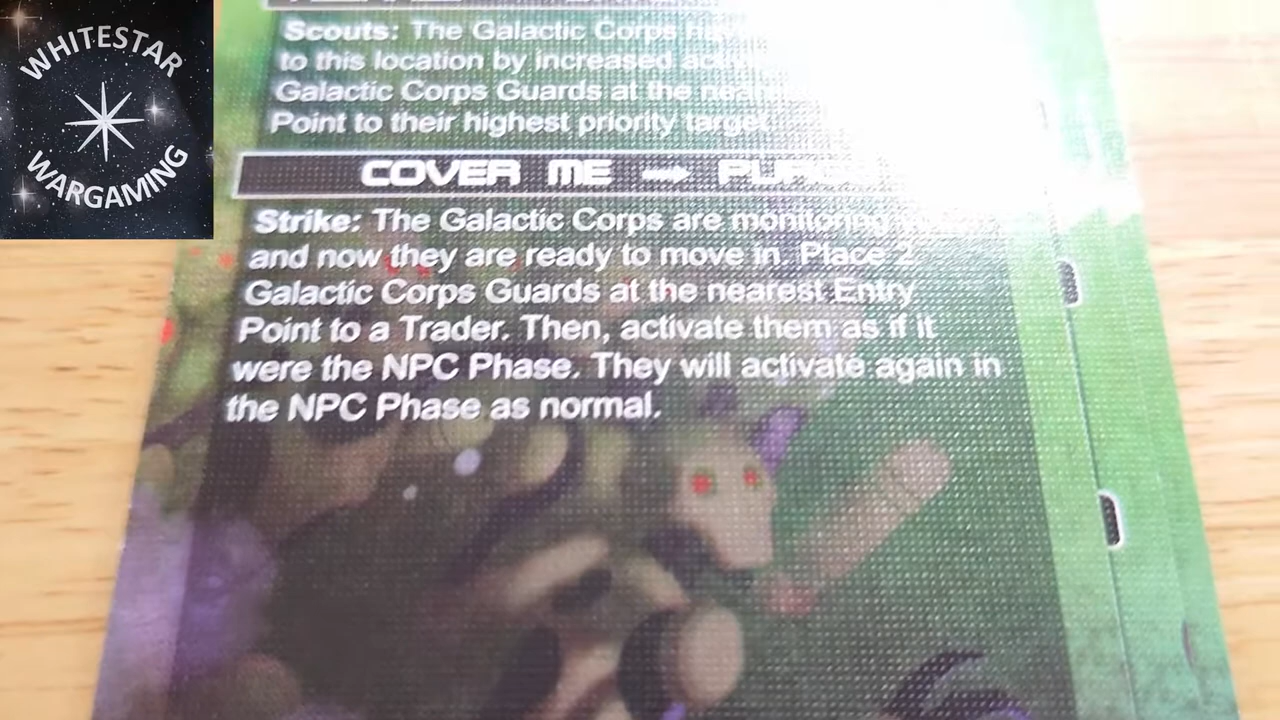 WHITESTAR
WARGAMING
Scouts: The Galactic Corps
to this location by increased
Galactic Corps Guards at the
Point to their highest priority target.
COVER ME →
Strike: The Galactic Corps are monitoring
and now they are ready to move in. Place 2
Galactic Corps Guards at the nearest Entry
Point to a Trader. Then, activate them as if it
were the NPC Phase. They will activate again in
the NPC Phase as normal.